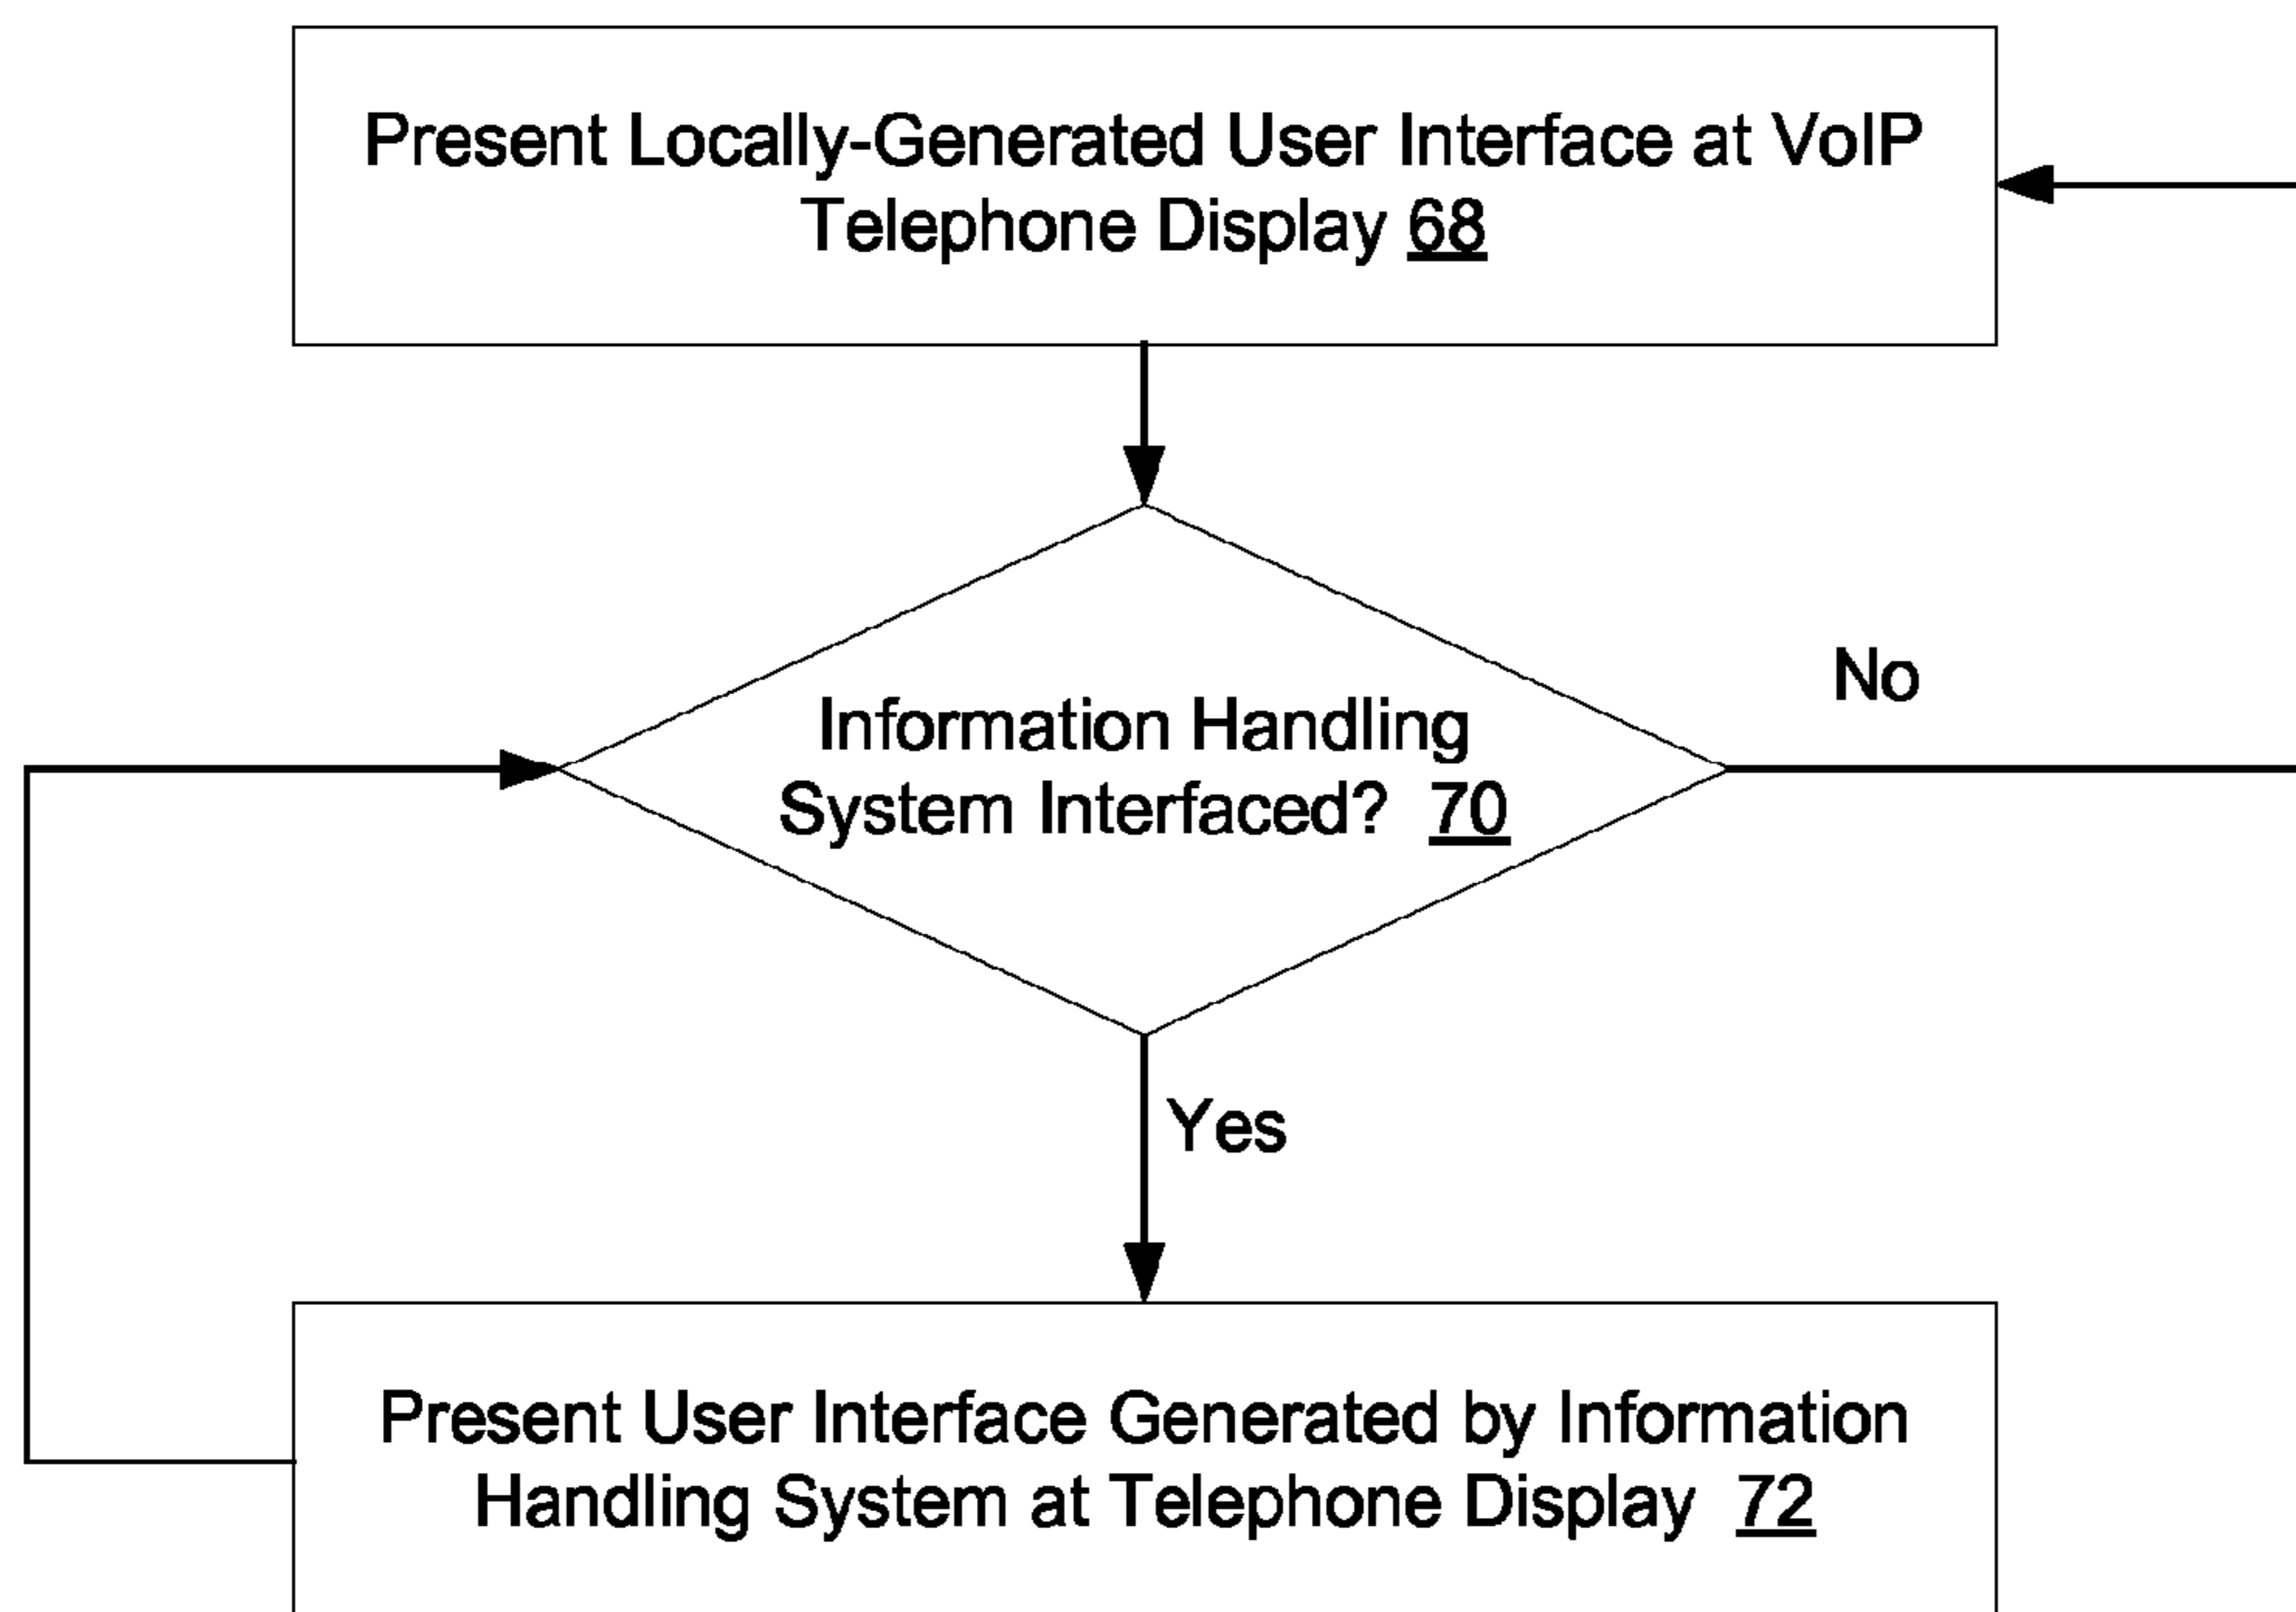 Present Locally-Generated User Interface at VoIP
Telephone Display 68
No
Information Handling
System Interfaced? 70
Yes
Present User Interface Generated by Information
Handling System at Telephone Display 72